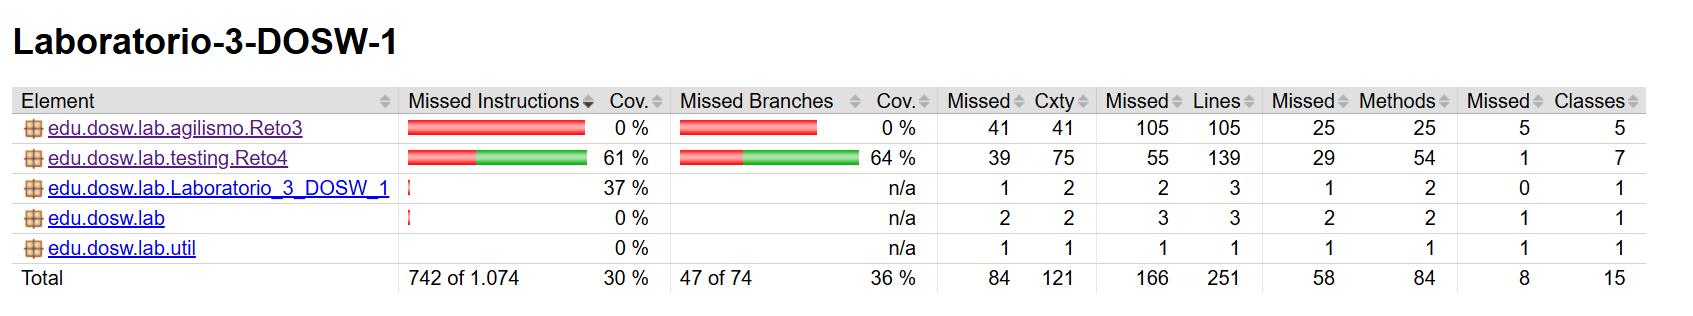 Laboratorio-3-DOSW-1
Element Missed Instructions Cov. Missed Branches Cov. Missed Cxty Missed Lines Missed Methods Missed Classes
edu.dosw.lab.agilismo.Reto3 0 % 0 % 41 41 105 105 25 25 5 5
edu.dosw.lab.testing.Reto4 61 % 64 % 39 75 55 139 29 54 1 7
edu.dosw.lab.Laboratorio_3_DOSW_1 37 % n/a 1 2 2 3 1 2 0 1
edu.dosw.lab 0 % n/a 2 2 3 3 2 2 1 1
edu.dosw.lab.util 0 % n/a 1 1 1 1 1 1 1 1
Total 742 of 1.074 30 % 47 of 74 36 % 84 121 166 251 58 84 8 15